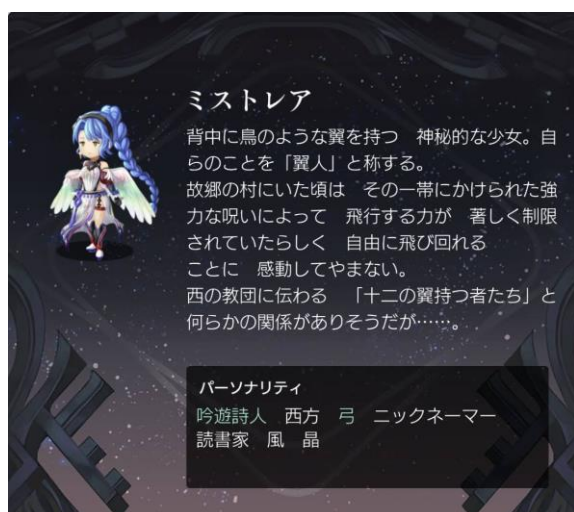 ミストレア
背中に鳥のような翼を持つ　神秘的な少女。自
らのことを「翼人」と称する。
故郷の村にいた頃は　その一帯にかけられた強
力な呪いによって　飛行する力が　著しく制限
されていたらしく　自由に飛び回れる
ことに　感動してやまない。
西の教団に伝わる　「十二の翼持つ者たち」と
何らかの関係がありそうだが……。
パーソナリティ
吟遊詩人　西方　弓　ニックネーマー
読書家　風　晶